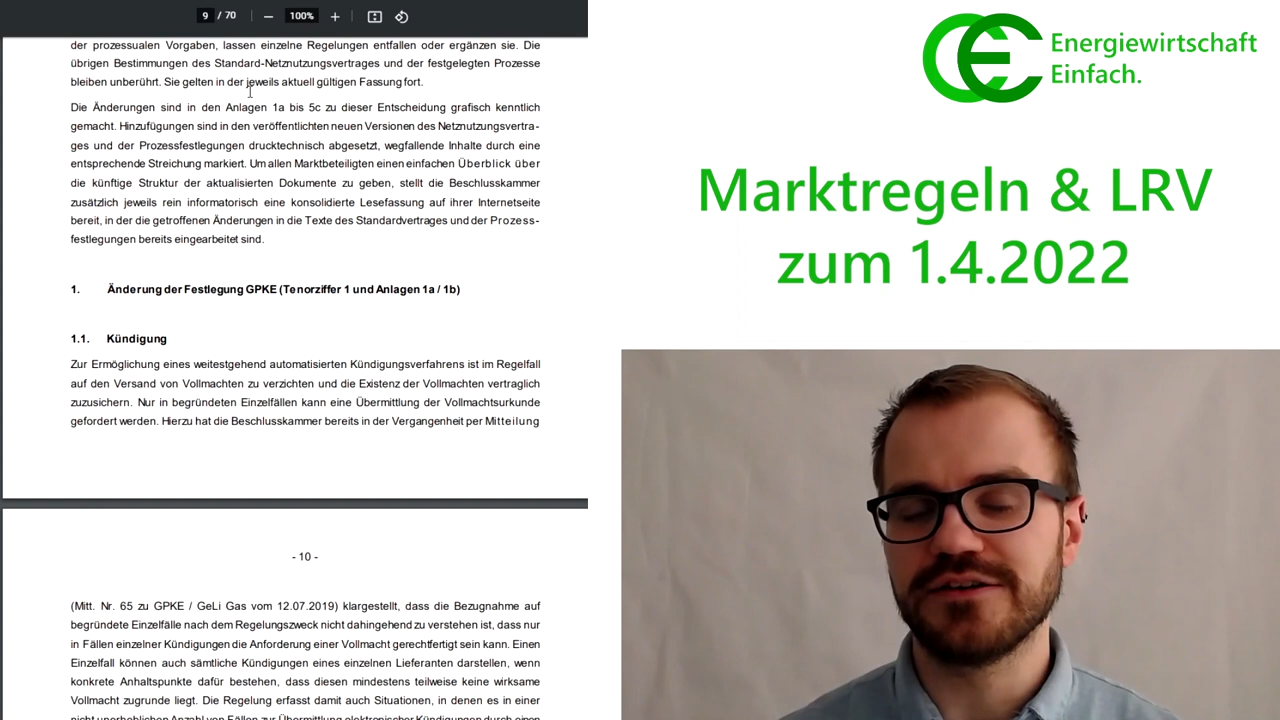 9 / 70
100%
der prozessualen Vorgaben, lassen einzelne Regelungen entfallen oder ergänzen sie. Die
übrigen Bestimmungen des Standard-Netznutzungsvertrages und der festgelegten Prozesse
bleiben unberührt. Sie gelten in der jeweils aktuell gültigen Fassung fort.
Die Änderungen sind in den Anlagen 1a bis 5c zu dieser Entscheidung grafisch kenntlich
gemacht. Hinzufügungen sind in den veröffentlichten neuen Versionen des Netznutzungsvertra-
ges und der Prozessfestlegungen drucktechnisch abgesetzt, wegfallende Inhalte durch eine
entsprechende Streichung markiert. Um allen Marktbeteiligten einen einfachen Überblick über
die künftige Struktur der aktualisierten Dokumente zu geben, stellt die Beschlusskammer
zusätzlich jeweils rein informatorisch eine konsolidierte Lesefassung auf ihrer Internetseite
bereit, in der die getroffenen Änderungen in die Texte des Standardvertrages und der Prozess-
festlegungen bereits eingearbeitet sind.
1. Änderung der Festlegung GPKE (Tenorziffer 1 und Anlagen 1a / 1b)
1.1. Kündigung
Zur Ermöglichung eines weitestgehend automatisierten Kündigungsverfahrens ist im Regelfall
auf den Versand von Vollmachten zu verzichten und die Existenz der Vollmachten vertraglich
zuzusichern. Nur in begründeten Einzelfällen kann eine Übermittlung der Vollmachtsurkunde
gefordert werden. Hierzu hat die Beschlusskammer bereits in der Vergangenheit per Mitteilung
- 10 -
(Mitt. Nr. 65 zu GPKE / GeLi Gas vom 12.07.2019) klargestellt, dass die Bezugnahme auf
begründete Einzelfälle nach dem Regelungszweck nicht dahingehend zu verstehen ist, dass nur
in Fällen einzelner Kündigungen die Anforderung einer Vollmacht gerechtfertigt sein kann. Einen
Einzelfall können auch sämtliche Kündigungen eines einzelnen Lieferanten darstellen, wenn
konkrete Anhaltspunkte dafür bestehen, dass diesen mindestens teilweise keine wirksame
Vollmacht zugrunde liegt. Die Regelung erfasst damit auch Situationen, in denen es in einer
nicht unerheblichen Anzahl von Fällen zur Übermittlung elektronischer Kündigungen durch einen
Energiewirtschaft
Einfach.
Marktregeln & LRV
zum 1.4.2022